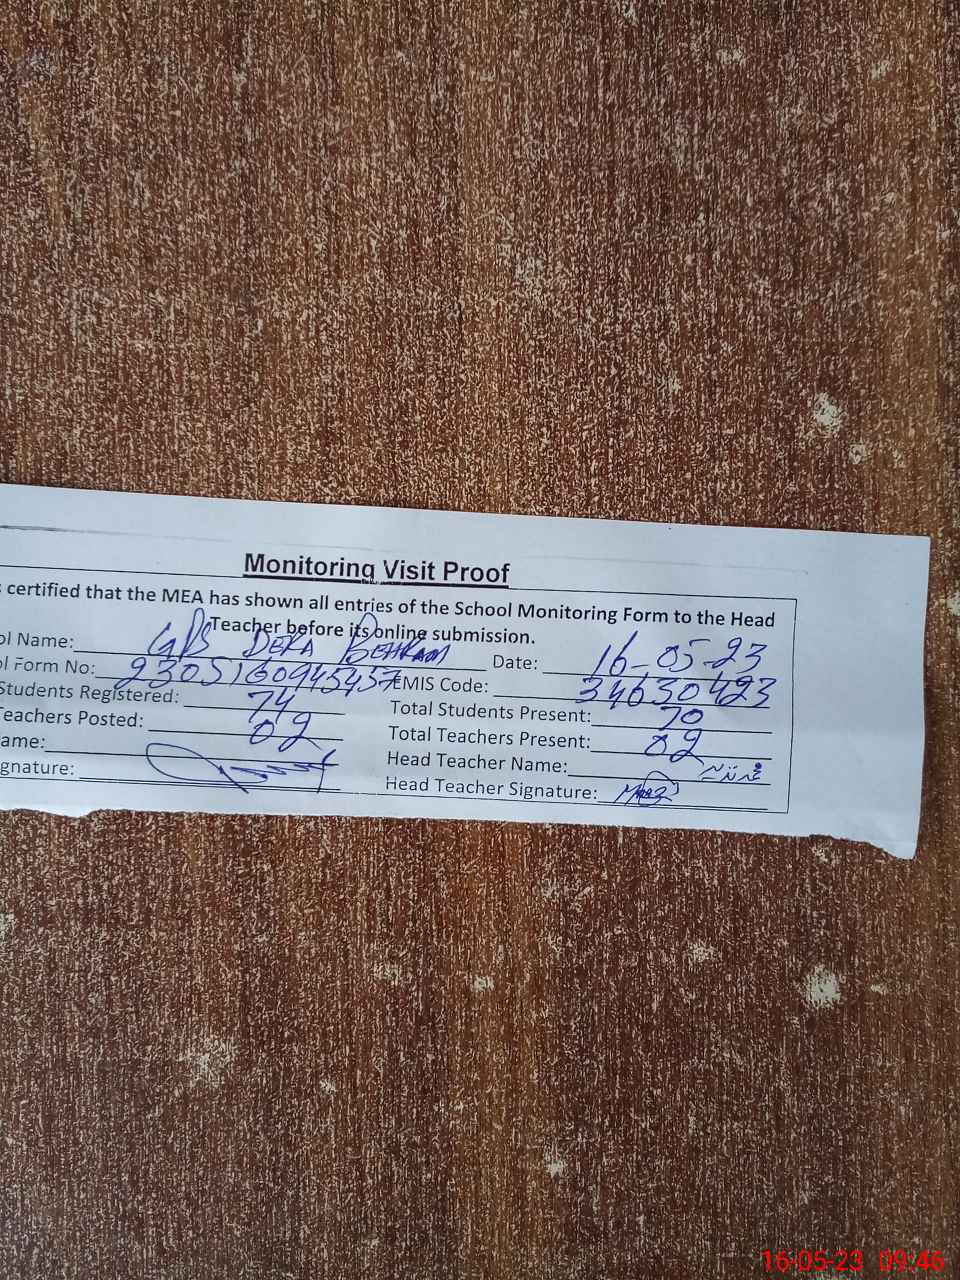 Monitoring Visit Proof
certified that the MEA has shown all entries of the School Monitoring Form to the Head
Teacher before its online submission.
ol Name: GPS DERA BEHRAM Date: 16-05-23
ol Form No: 230516094545 EMIS Code: 34630423
Students Registered: 74 Total Students Present: 70
Teachers Posted: 02 Total Teachers Present: 02
ame: Head Teacher Name:
gnature: Head Teacher Signature:
16-05-23 09:46